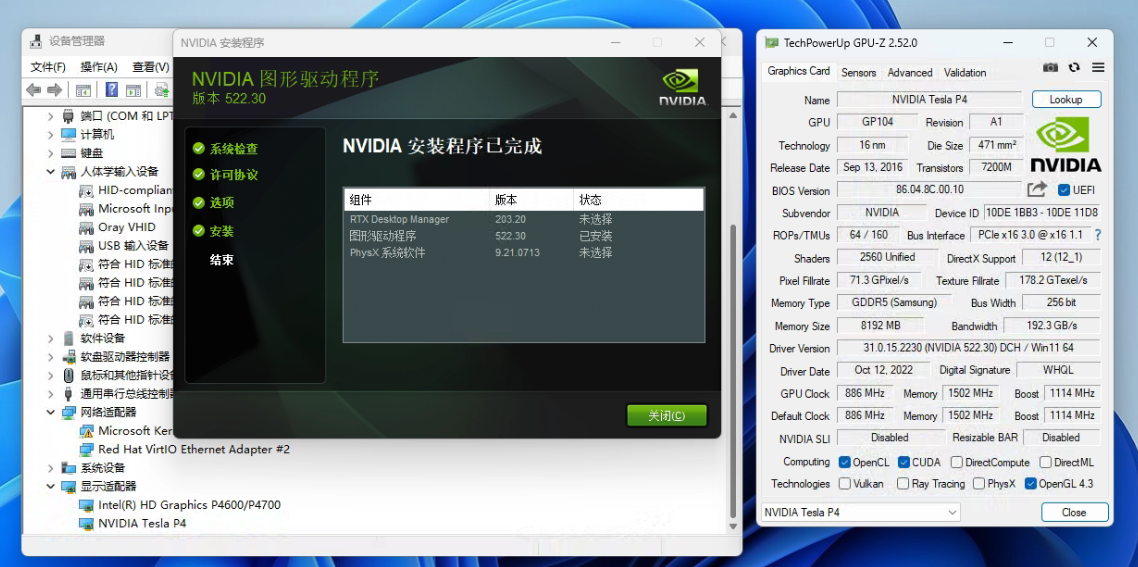 设备管理器
文件(F) 操作(A) 查看(V)
端口 (COM 和 LPT
计算机
键盘
人体学输入设备
HID-complian
Microsoft Inp
Oray VHID
USB 输入设备
符合 HID 标准
符合 HID 标准
符合 HID 标准
符合 HID 标准
软件设备
软盘驱动器控制器
鼠标和其他指针设
通用串行总线控制
网络适配器
Microsoft Ker
Red Hat VirtIO Ethernet Adapter #2
系统设备
显示适配器
Intel(R) HD Graphics P4600/P4700
NVIDIA Tesla P4
NVIDIA 安装程序
NVIDIA 图形驱动程序
版本 522.30
NVIDIA.
系统检查
许可协议
选项
安装
结束
NVIDIA 安装程序已完成
组件 版本 状态
RTX Desktop Manager 203.20 未选择
图形驱动程序 522.30 已安装
PhysX 系统软件 9.21.0713 未选择
关闭(C)
TechPowerUp GPU-Z 2.52.0
Graphics Card Sensors Advanced Validation
Name NVIDIA Tesla P4 Lookup
GPU GP104 Revision A1
Technology 16 nm Die Size 471 mm²
Release Date Sep 13, 2016 Transistors 7200M
NVIDIA
BIOS Version 86.04.8C.00.10 UEFI
Subvendor NVIDIA Device ID 10DE 1BB3 - 10DE 11D8
ROPs/TMUs 64 / 160 Bus Interface PCIe x16 3.0 @ x16 1.1 ?
Shaders 2560 Unified DirectX Support 12 (12_1)
Pixel Fillrate 71.3 GPixel/s Texture Fillrate 178.2 GTexel/s
Memory Type GDDR5 (Samsung) Bus Width 256 bit
Memory Size 8192 MB Bandwidth 192.3 GB/s
Driver Version 31.0.15.2230 (NVIDIA 522.30) DCH / Win11 64
Driver Date Oct 12, 2022 Digital Signature WHQL
GPU Clock 886 MHz Memory 1502 MHz Boost 1114 MHz
Default Clock 886 MHz Memory 1502 MHz Boost 1114 MHz
NVIDIA SLI Disabled Resizable BAR Disabled
Computing OpenCL CUDA DirectCompute DirectML
Technologies Vulkan Ray Tracing PhysX OpenGL 4.3
NVIDIA Tesla P4 Close